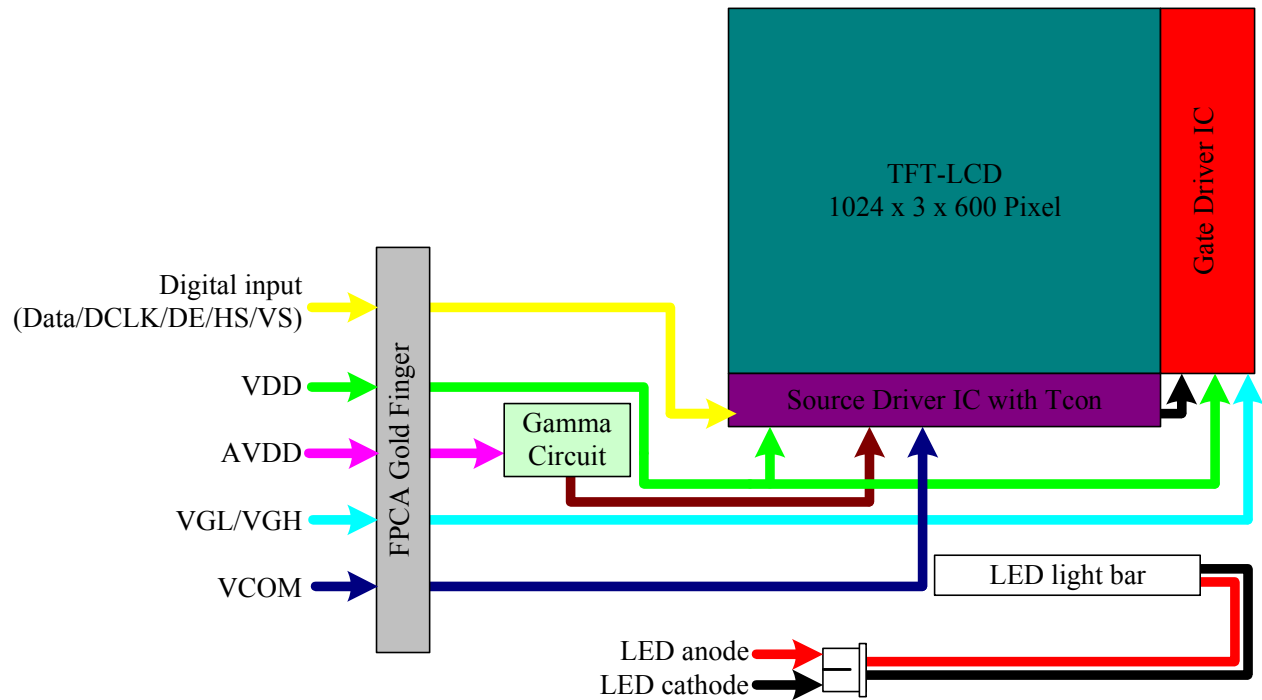 TFT-LCD
1024 x 3 x 600 Pixel
Gate Driver IC
Source Driver IC with Tcon
Digital input
(Data/DCLK/DE/HS/VS)
VDD
AVDD
VGL/VGH
VCOM
FPCA Gold Finger
Gamma
Circuit
LED light bar
LED anode
LED cathode